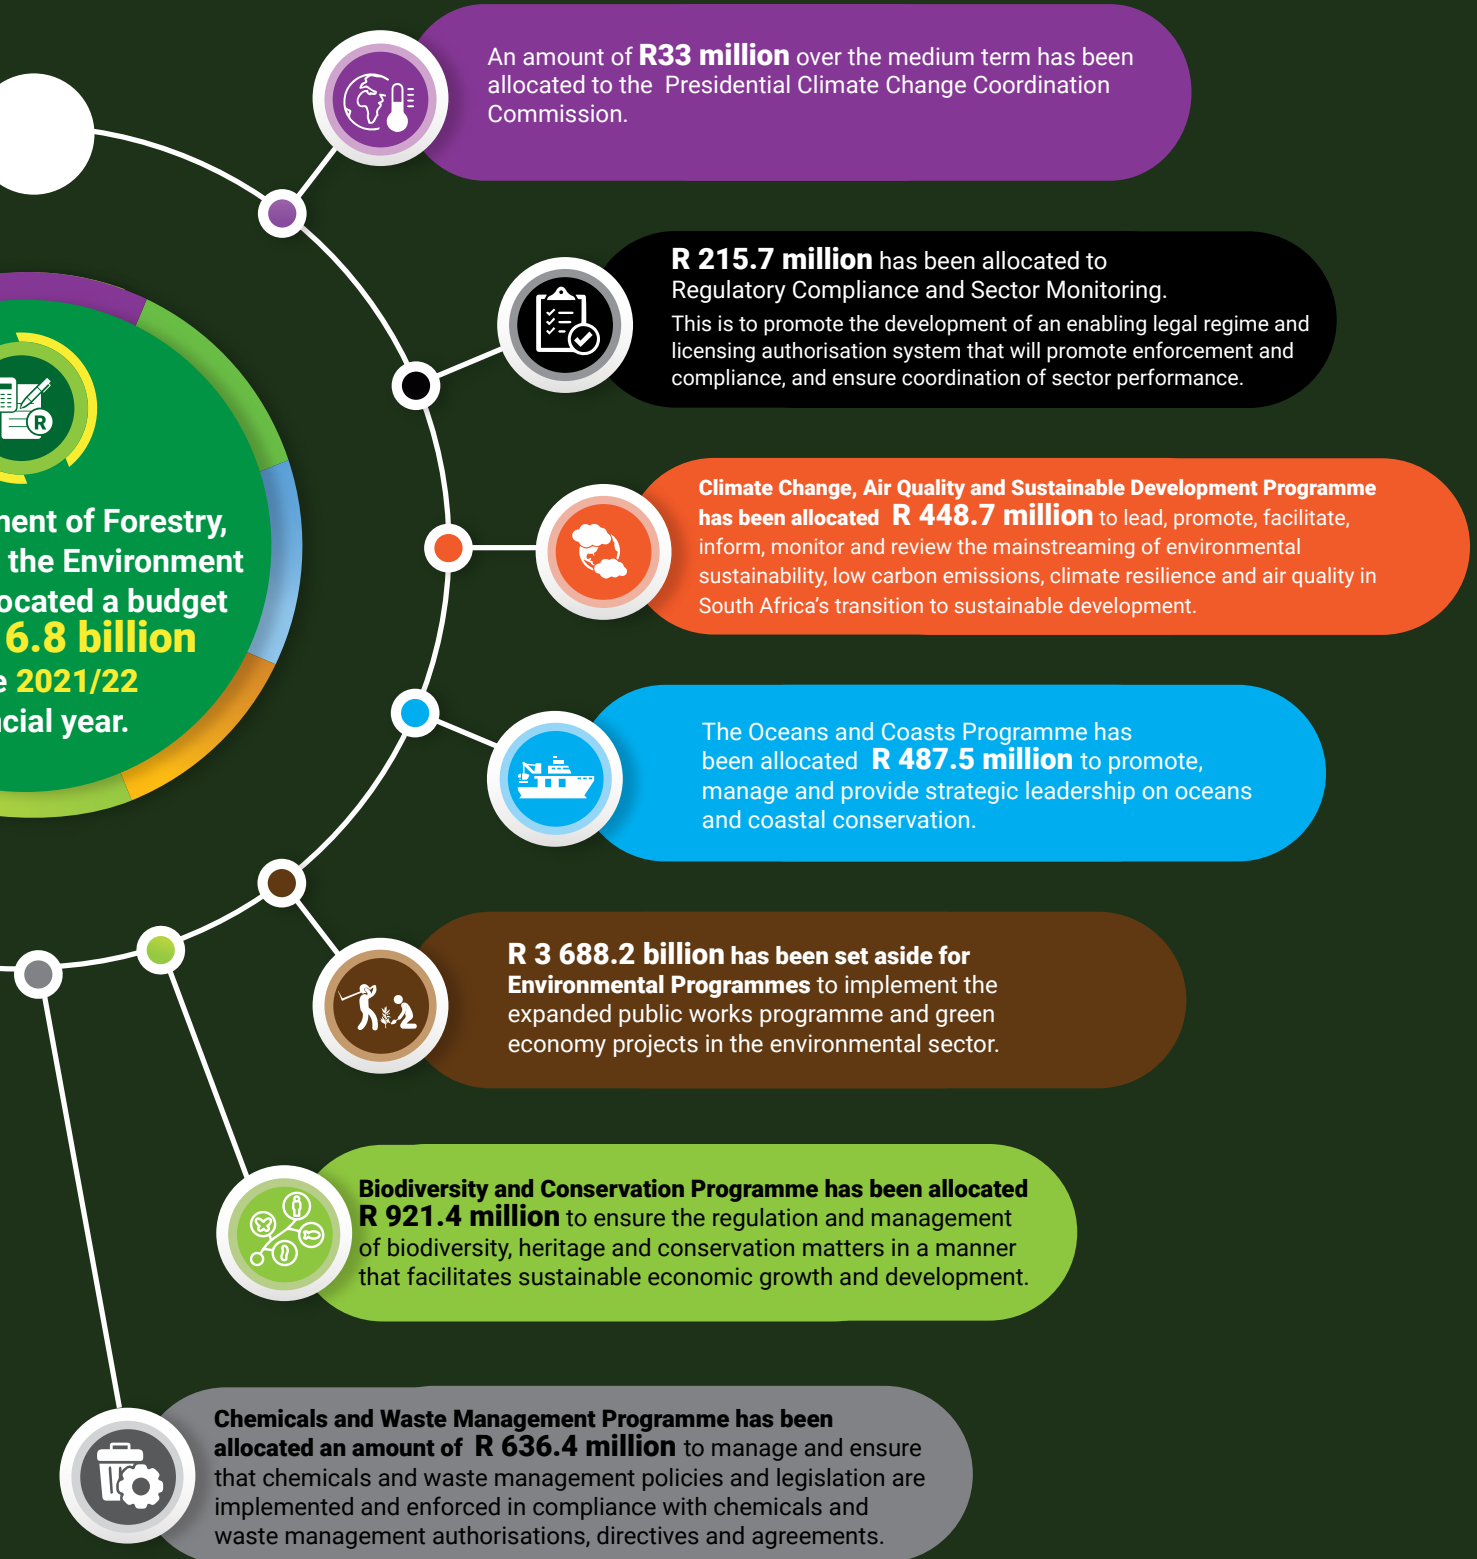 An amount of R33 million over the medium term has been
allocated to the Presidential Climate Change Coordination
Commission.
R 215.7 million has been allocated to
Regulatory Compliance and Sector Monitoring.
This is to promote the development of an enabling legal regime and
licensing authorisation system that will promote enforcement and
compliance, and ensure coordination of sector performance.
Climate Change, Air Quality and Sustainable Development Programme
has been allocated R 448.7 million to lead, promote, facilitate,
inform, monitor and review the mainstreaming of environmental
sustainability, low carbon emissions, climate resilience and air quality in
South Africa's transition to sustainable development.
R
of Forestry,
the Environment
a budget
6.8 billion
2021/22
year.
The Oceans and Coasts Programme has
been allocated R 487.5 million to promote,
manage and provide strategic leadership on oceans
and coastal conservation.
R 3 688.2 billion has been set aside for
Environmental Programmes to implement the
expanded public works programme and green
economy projects in the environmental sector.
Biodiversity and Conservation Programme has been allocated
R 921.4 million to ensure the regulation and management
of biodiversity, heritage and conservation matters in a manner
that facilitates sustainable economic growth and development.
Chemicals and Waste Management Programme has been
allocated an amount of R 636.4 million to manage and ensure
that chemicals and waste management policies and legislation are
implemented and enforced in compliance with chemicals and
waste management authorisations, directives and agreements.